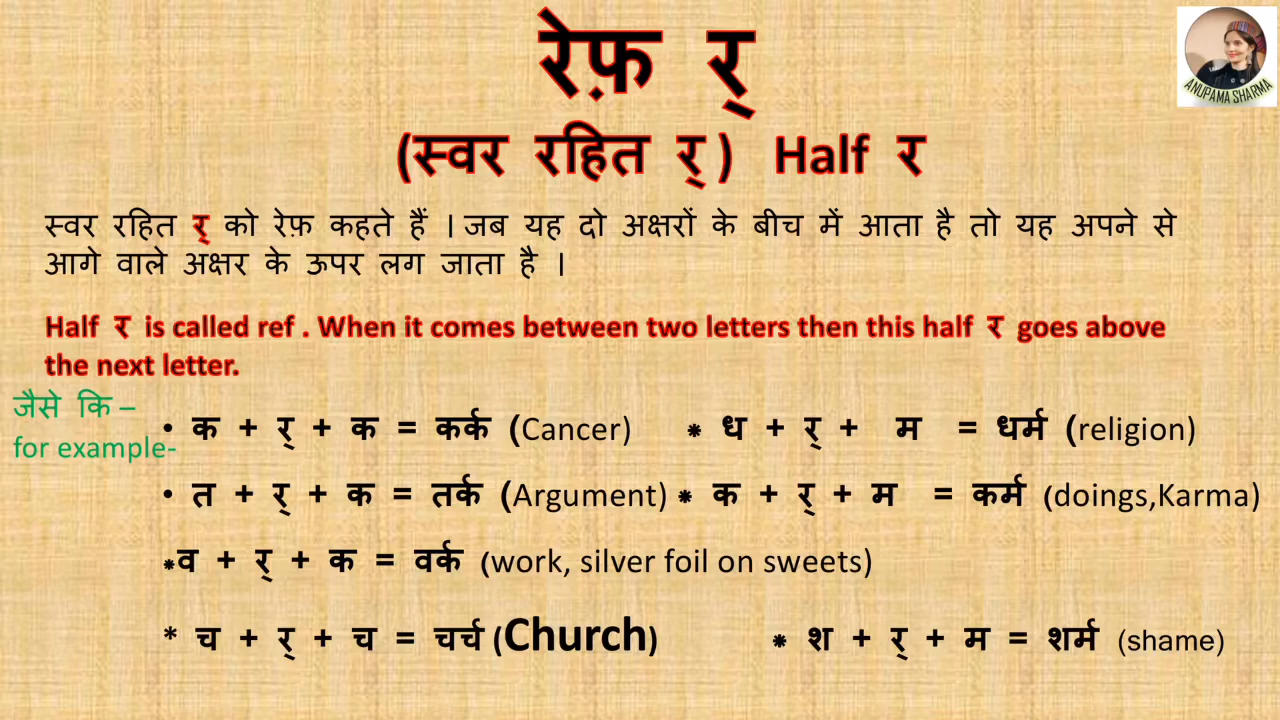 रेफ़ र्
ANUPAMA SHARMA
(स्वर रहित र् ) Half र
स्वर रहित र् को रेफ़ कहते हैं । जब यह दो अक्षरों के बीच में आता है तो यह अपने से
आगे वाले अक्षर के ऊपर लग जाता है ।
Half र is called ref . When it comes between two letters then this half र goes above
the next letter.
जैसे कि –
for example-
• क + र् + क = कर्क (Cancer) * ध + र् + म = धर्म (religion)
• त + र् + क = तर्क (Argument) * क + र् + म = कर्म (doings,Karma)
*व + र् + क = वर्क (work, silver foil on sweets)
* च + र् + च = चर्च (Church) * श + र् + म = शर्म (shame)